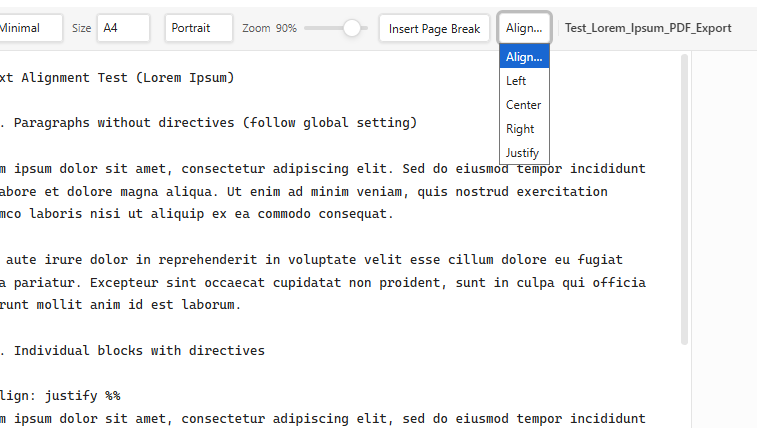 Minimal Size A4 Portrait Zoom 90% Insert Page Break Align... Test_Lorem_Ipsum_PDF_Export
Align...
Left
Center
Right
Justify
xt Alignment Test (Lorem Ipsum)
. Paragraphs without directives (follow global setting)
m ipsum dolor sit amet, consectetur adipiscing elit. Sed do eiusmod tempor incididunt
abore et dolore magna aliqua. Ut enim ad minim veniam, quis nostrud exercitation
mco laboris nisi ut aliquip ex ea commodo consequat.
aute irure dolor in reprehenderit in voluptate velit esse cillum dolore eu fugiat
a pariatur. Excepteur sint occaecat cupidatat non proident, sunt in culpa qui officia
runt mollit anim id est laborum.
. Individual blocks with directives
lign: justify %%
m ipsum dolor sit amet, consectetur adipiscing elit, sed do eiusmod tempor incididunt